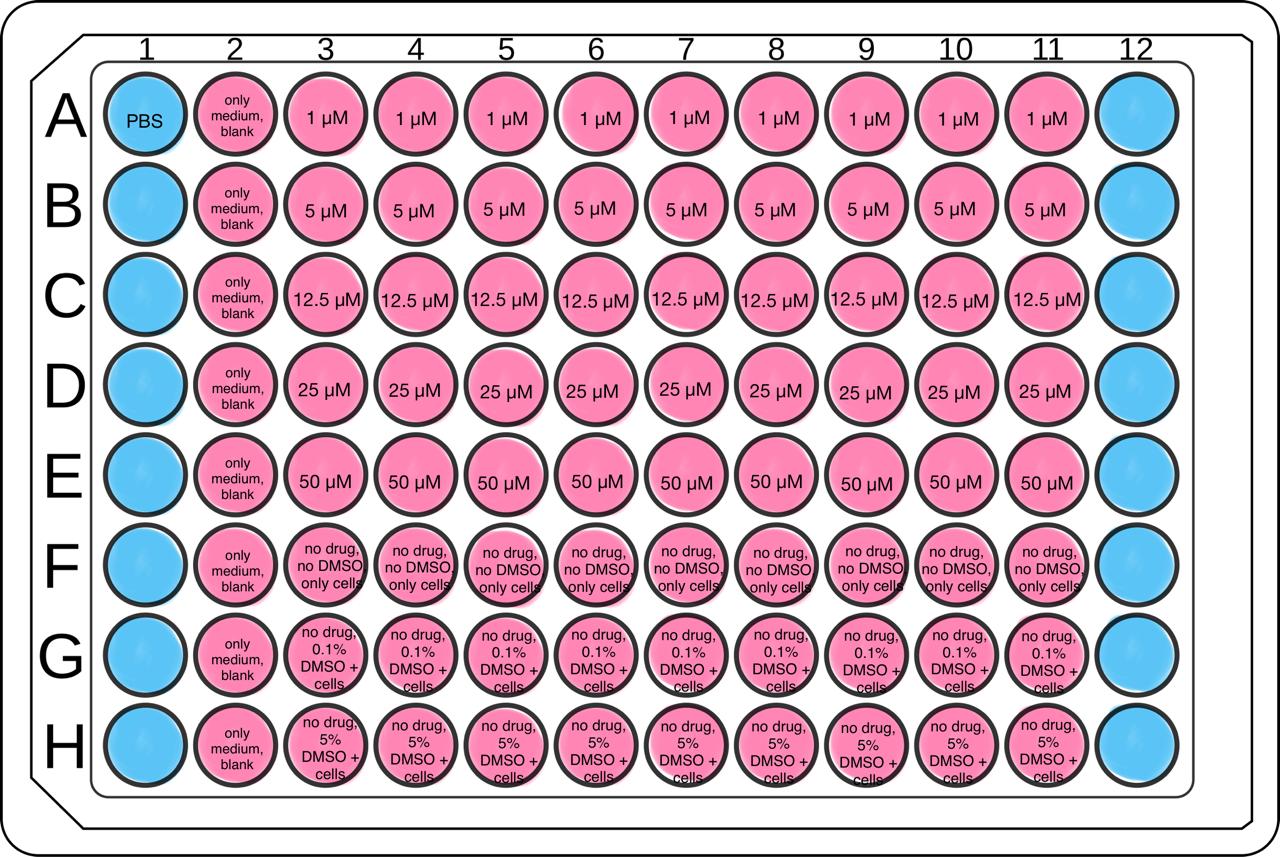 1 2 3 4 5 6 7 8 9 10 11 12
A PBS only medium, blank 1 µM 1 µM 1 µM 1 µM 1 µM 1 µM 1 µM 1 µM 1 µM
B only medium, blank 5 µM 5 µM 5 µM 5 µM 5 µM 5 µM 5 µM 5 µM 5 µM
C only medium, blank 12.5 µM 12.5 µM 12.5 µM 12.5 µM 12.5 µM 12.5 µM 12.5 µM 12.5 µM 12.5 µM
D only medium, blank 25 µM 25 µM 25 µM 25 µM 25 µM 25 µM 25 µM 25 µM 25 µM
E only medium, blank 50 µM 50 µM 50 µM 50 µM 50 µM 50 µM 50 µM 50 µM 50 µM
F only medium, blank no drug, no DMSO, only cells no drug, no DMSO, only cells no drug, no DMSO, only cells no drug, no DMSO, only cells no drug, no DMSO, only cells no drug, no DMSO, only cells no drug, no DMSO, only cells no drug, no DMSO, only cells no drug, no DMSO, only cells
G only medium, blank no drug, 0.1% DMSO + cells no drug, 0.1% DMSO + cells no drug, 0.1% DMSO + cells no drug, 0.1% DMSO + cells no drug, 0.1% DMSO + cells no drug, 0.1% DMSO + cells no drug, 0.1% DMSO + cells no drug, 0.1% DMSO + cells no drug, 0.1% DMSO + cells
H only medium, blank no drug, 5% DMSO + cells no drug, 5% DMSO + cells no drug, 5% DMSO + cells no drug, 5% DMSO + cells no drug, 5% DMSO + cells no drug, 5% DMSO + cells no drug, 5% DMSO + cells no drug, 5% DMSO + cells no drug, 5% DMSO + cells